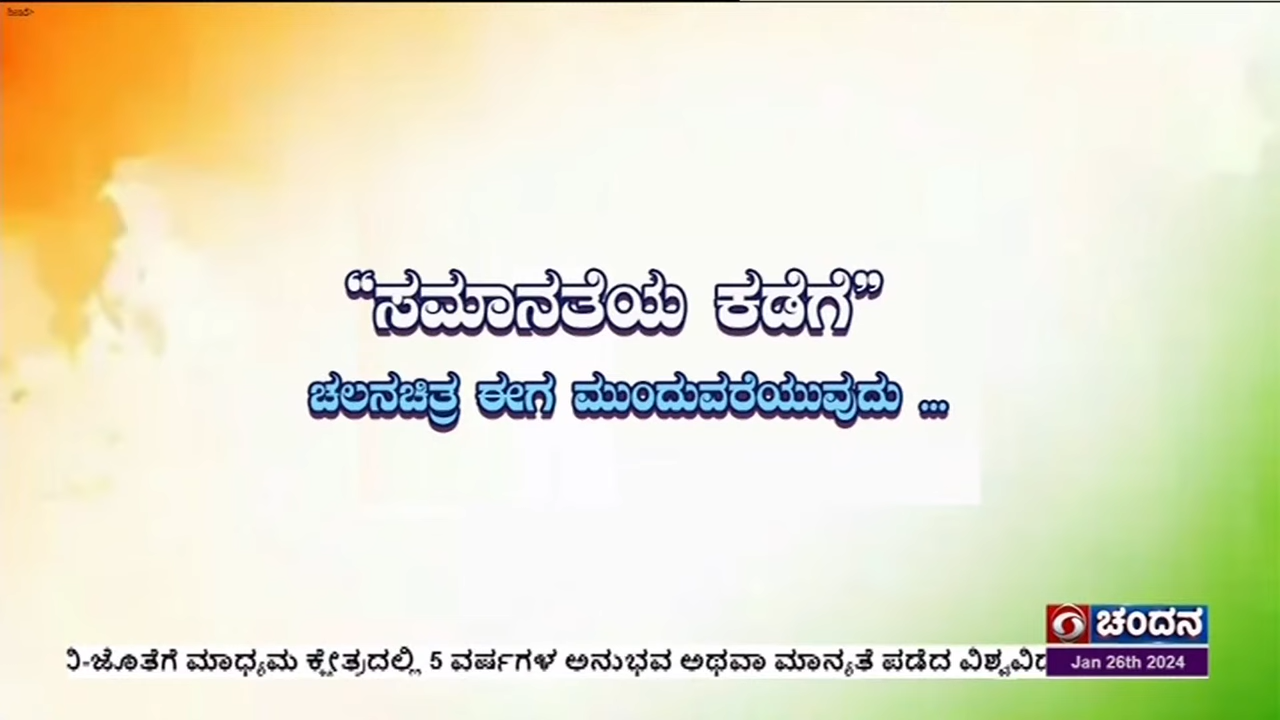 “ಸಮಾನತೆಯ ಕಡೆಗೆ”
ಚಲನಚಿತ್ರ ಈಗ ಮುಂದುವರೆಯುವುದು ...
ಚಂದನ
-ಜೊತೆಗೆ ಮಾಧ್ಯಮ ಕ್ಷೇತ್ರದಲ್ಲಿ 5 ವರ್ಷಗಳ ಅನುಭವ ಅಥವಾ ಮಾನ್ಯತೆ ಪಡೆದ
Jan 26th 2024